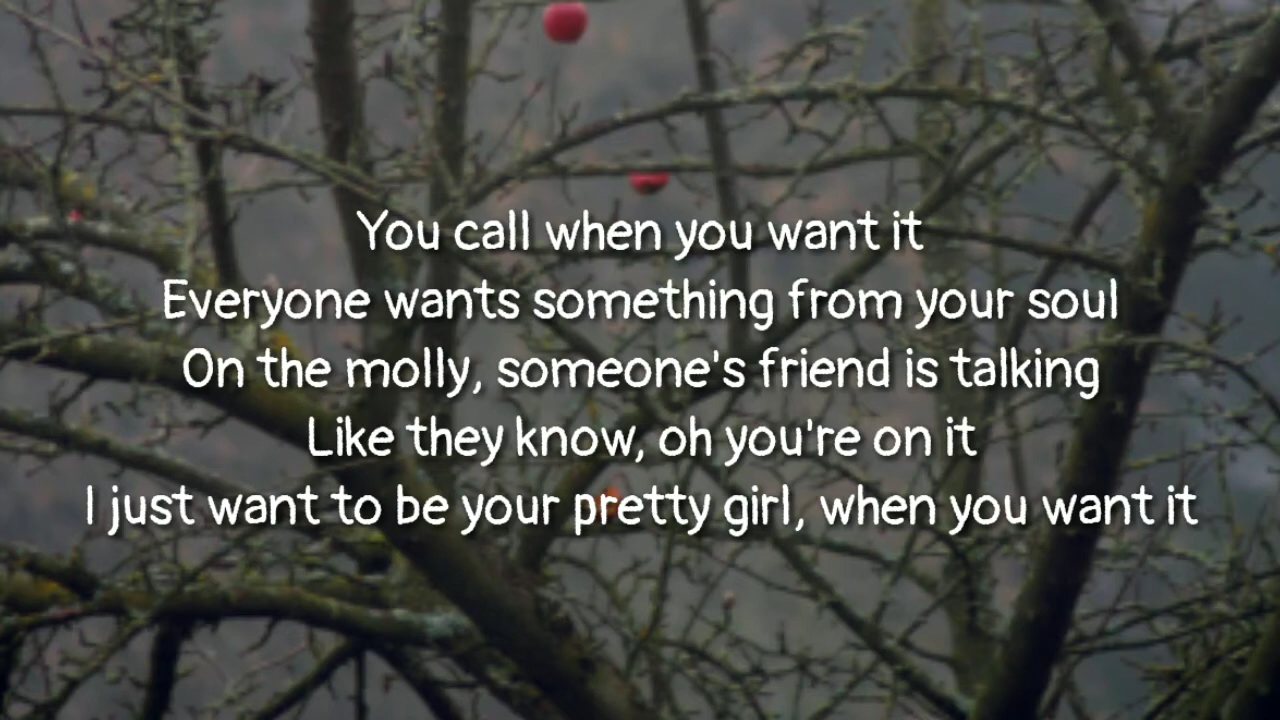 You call when you want it
Everyone wants something from your soul
On the molly, someone's friend is talking
Like they know, oh you're on it
I just want to be your pretty girl, when you want it